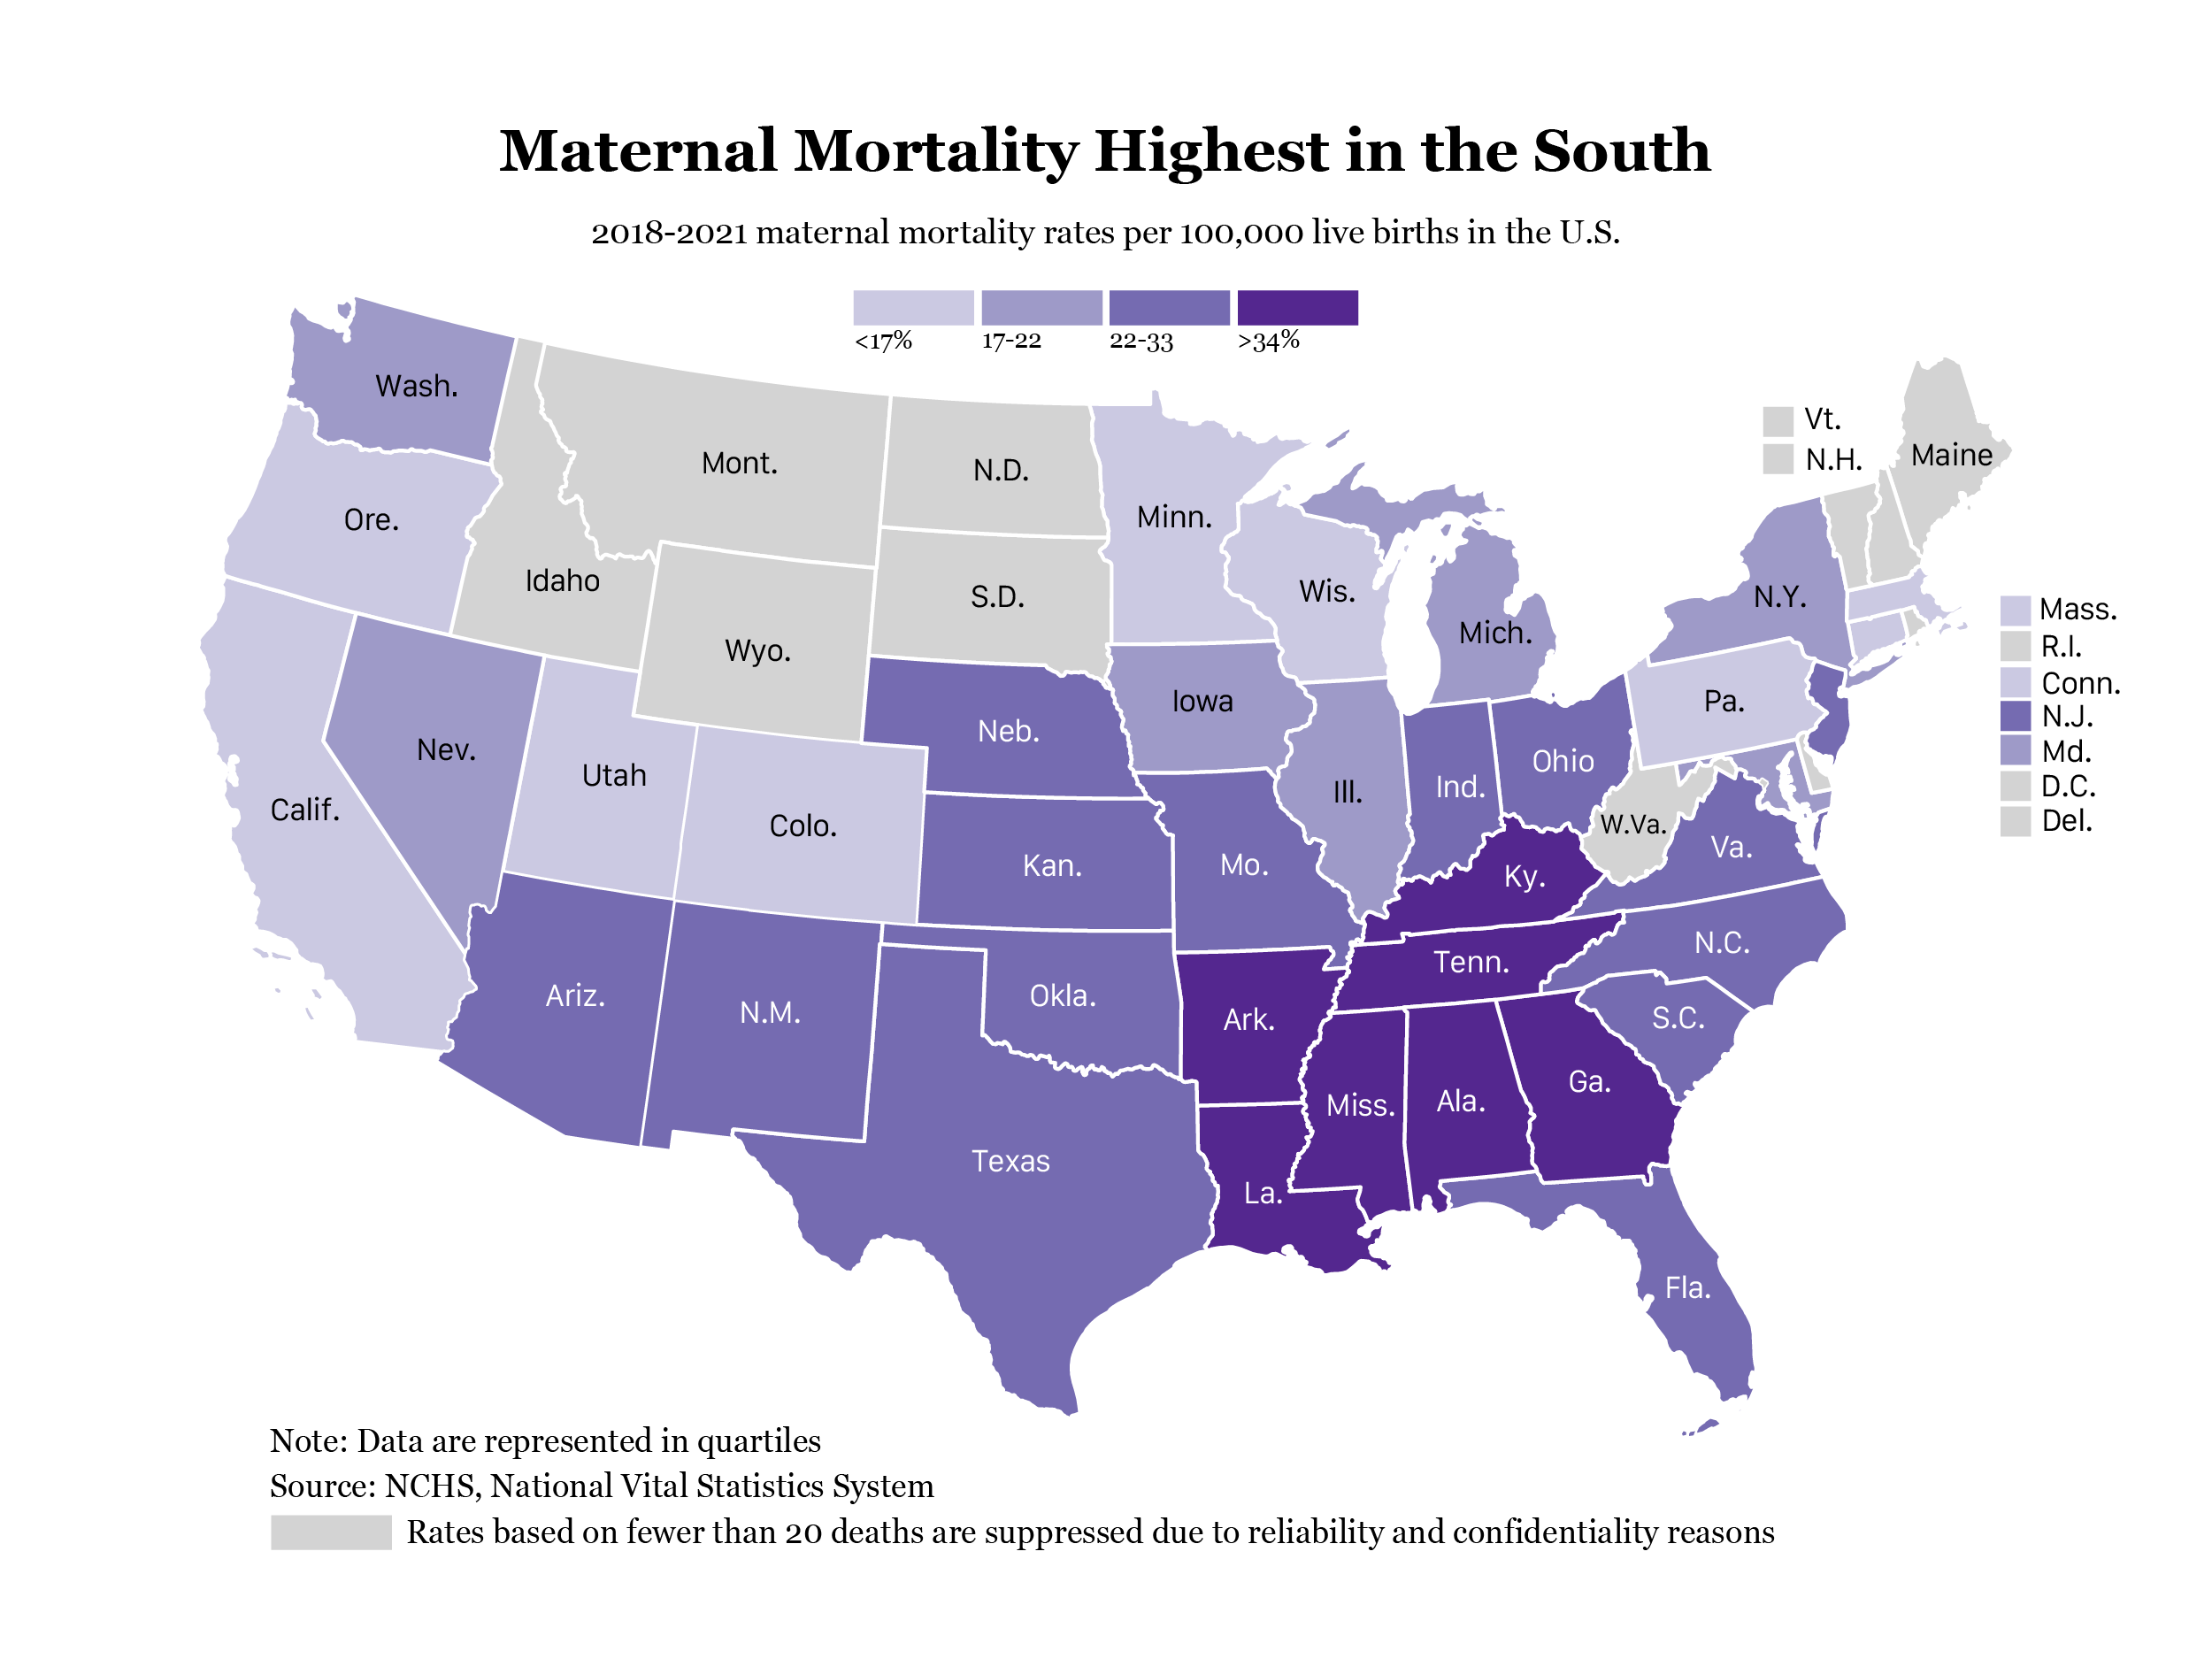 Maternal Mortality Highest in the South
2018-2021 maternal mortality rates per 100,000 live births in the U.S.
<17% 17-22 22-33 >34%
Wash.
Vt.
Mont.
N.D.
N.H.
Maine
Ore.
Minn.
Idaho
S.D.
Wis.
N.Y.
Mass.
Wyo.
Mich.
R.I.
Conn.
Iowa
Pa.
N.J.
Neb.
Nev.
Md.
Utah
Ohio
Ind.
Ill.
D.C.
Calif.
Colo.
W.Va.
Del.
Kan.
Mo.
Ky.
Va.
N.C.
Tenn.
Ariz.
N.M.
Okla.
Ark.
S.C.
Miss.
Ala.
Ga.
Texas
La.
Fla.
Note: Data are represented in quartiles
Source: NCHS, National Vital Statistics System
Rates based on fewer than 20 deaths are suppressed due to reliability and confidentiality reasons